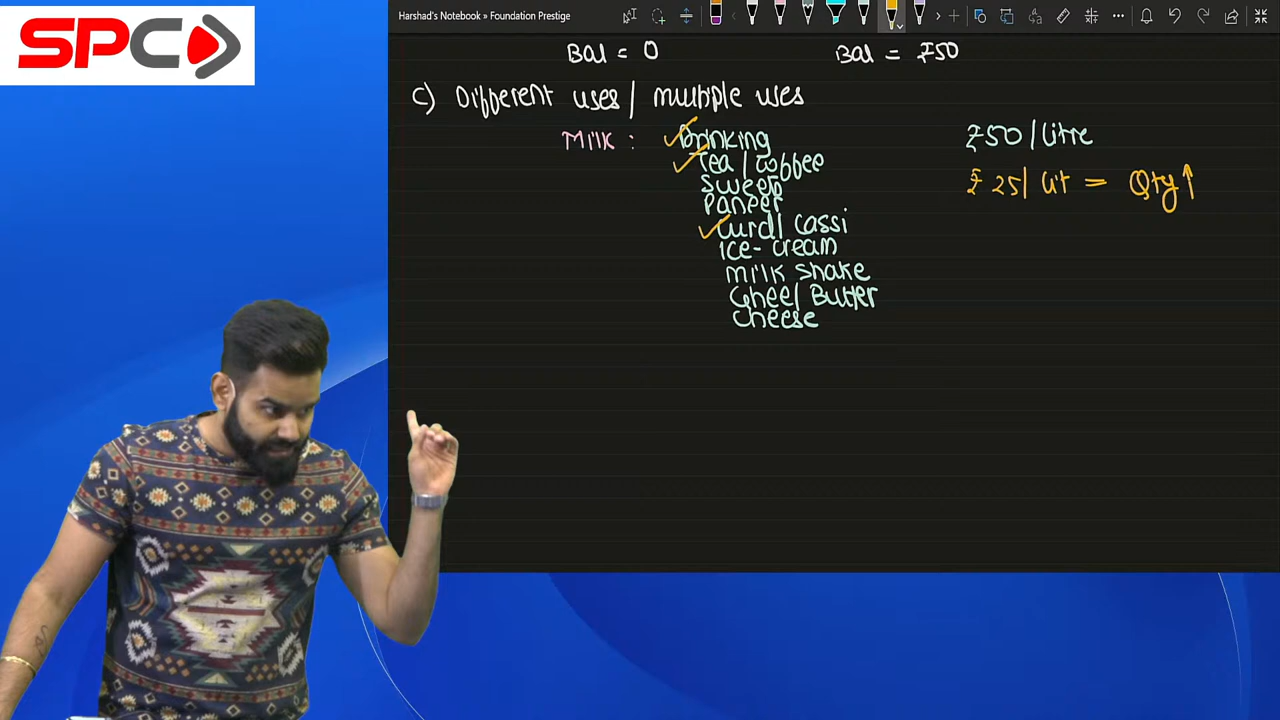 SPC
Harshad's Notebook » Foundation Prestige
Bal = 0 Bal = ₹50
c) Different uses / multiple uses
Milk : Drinking ₹50/litre
Tea / Coffee ₹ 25/ Lit = Qty↑
Sweets
Paneer
Curd/ Lassi
Ice-cream
Milk Shake
Ghee/ Butter
Cheese